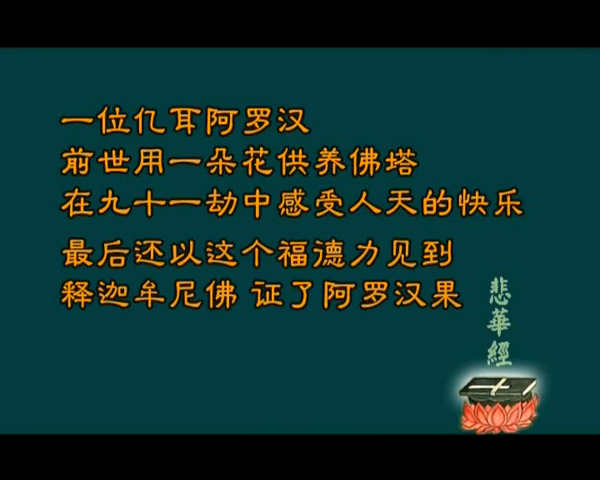 一位亿耳阿罗汉
前世用一朵花供养佛塔
在九十一劫中感受人天的快乐
最后还以这个福德力见到
释迦牟尼佛 证了阿罗汉果
悲華經